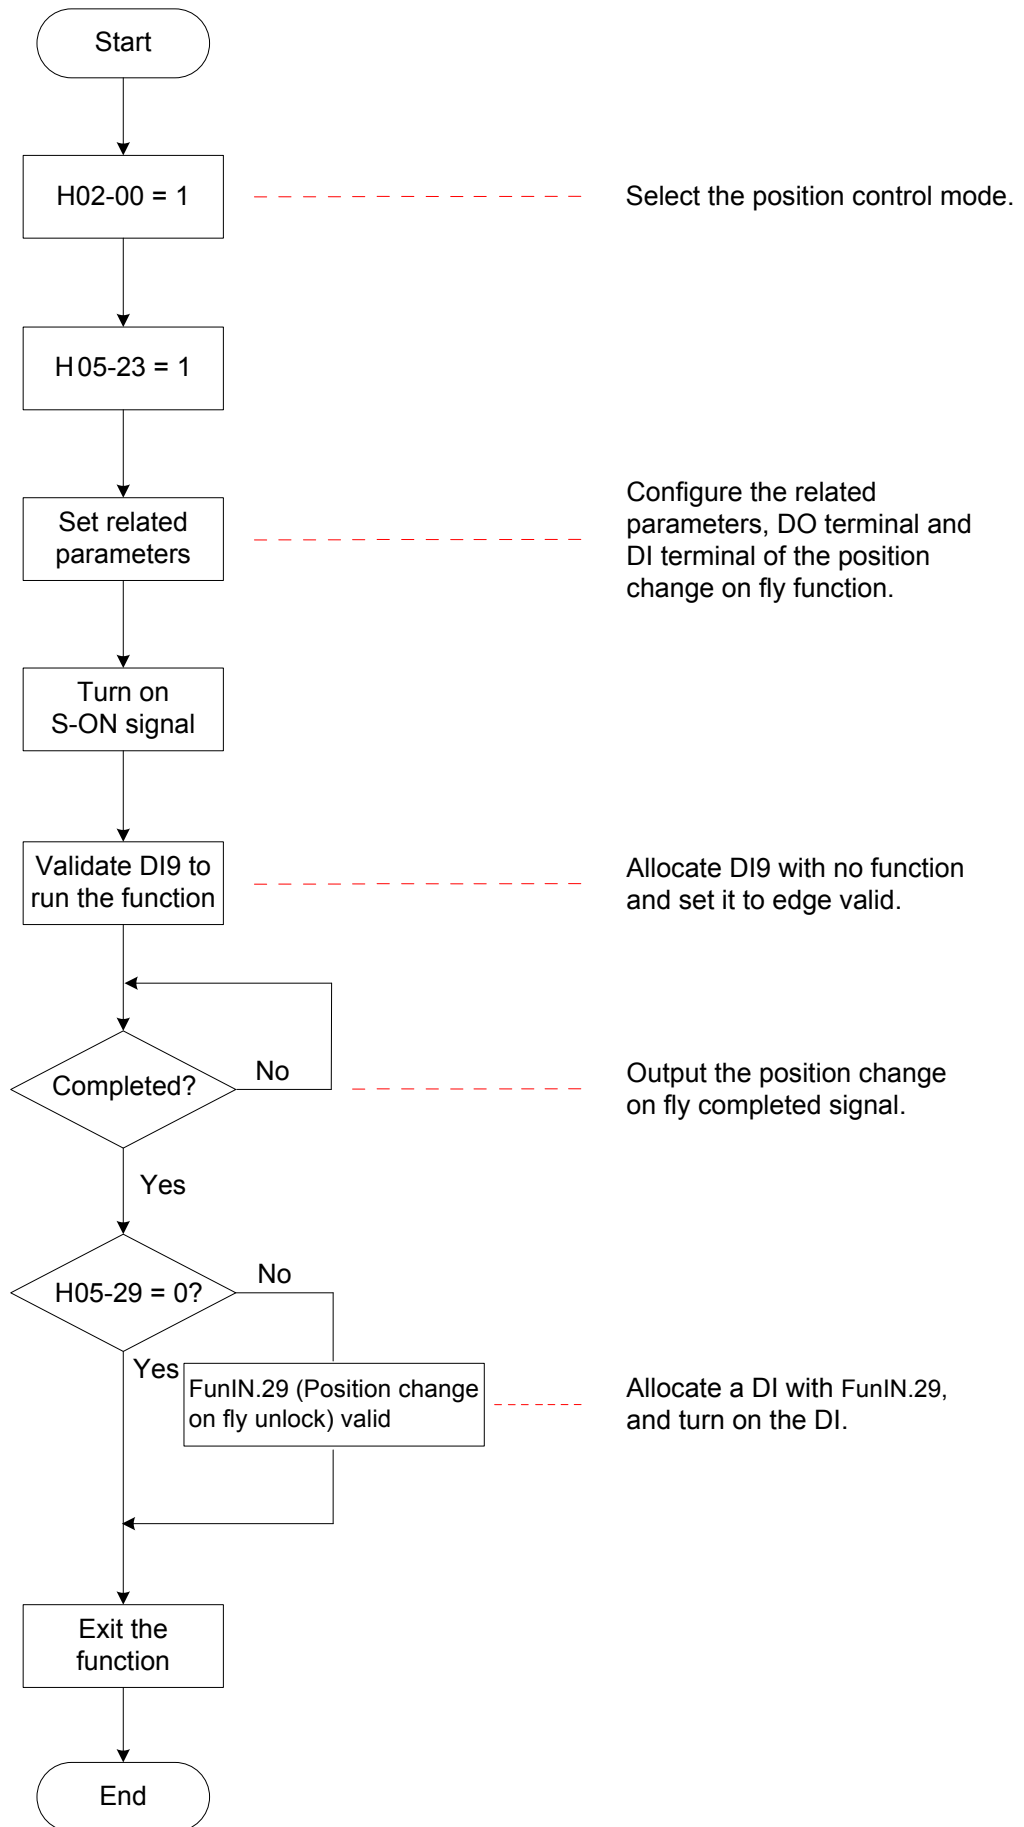 Start
H02-00 = 1
Select the position control mode.
H05-23 = 1
Set related
parameters
Configure the related
parameters, DO terminal and
DI terminal of the position
change on fly function.
Turn on
S-ON signal
Validate DI9 to
run the function
Allocate DI9 with no function
and set it to edge valid.
Completed?
No
Output the position change
on fly completed signal.
Yes
H05-29 = 0?
No
Yes
FunIN.29 (Position change
on fly unlock) valid
Allocate a DI with FunIN.29,
and turn on the DI.
Exit the
function
End